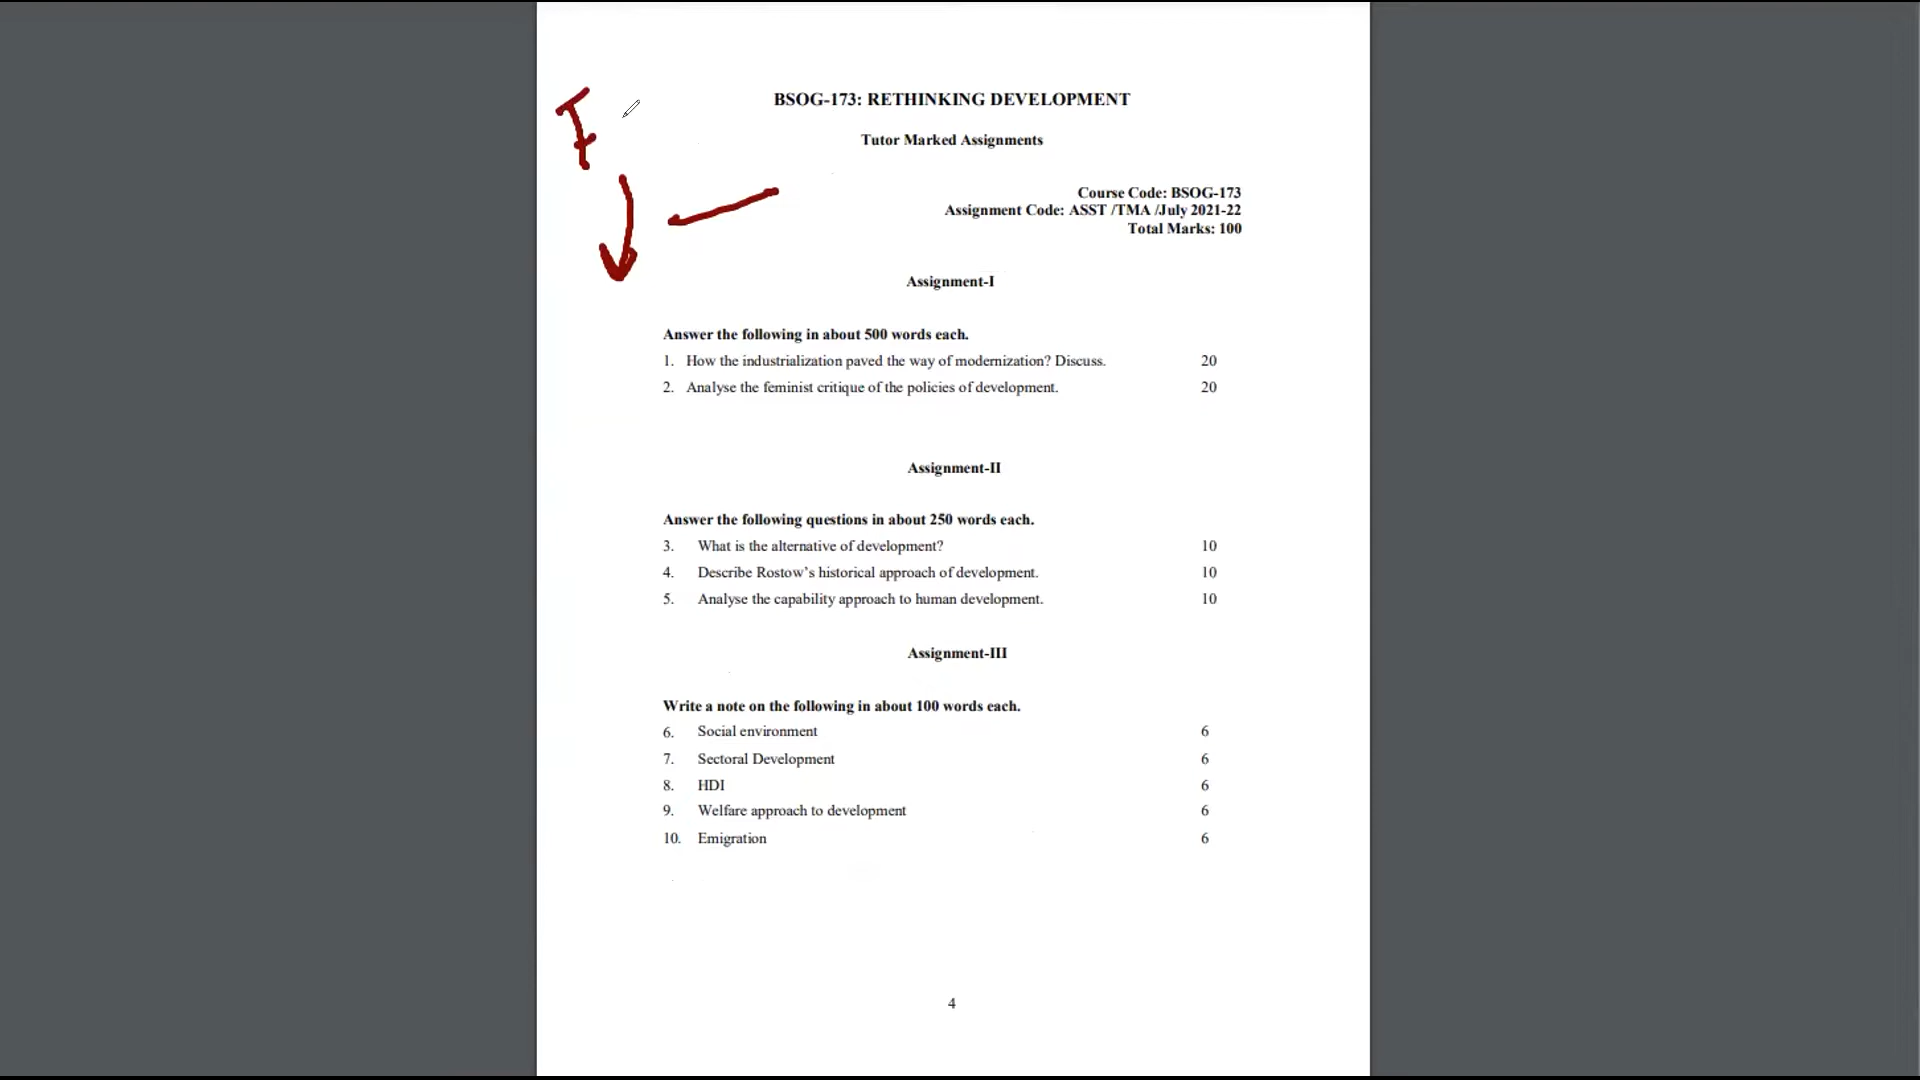 BSOG-173: RETHINKING DEVELOPMENT
Tutor Marked Assignments
Course Code: BSOG-173
Assignment Code: ASST /TMA /July 2021-22
Total Marks: 100
Assignment-I
Answer the following in about 500 words each.
1. How the industrialization paved the way of modernization? Discuss. 20
2. Analyse the feminist critique of the policies of development. 20
Assignment-II
Answer the following questions in about 250 words each.
3. What is the alternative of development? 10
4. Describe Rostow's historical approach of development. 10
5. Analyse the capability approach to human development. 10
Assignment-III
Write a note on the following in about 100 words each.
6. Social environment 6
7. Sectoral Development 6
8. HDI 6
9. Welfare approach to development 6
10. Emigration 6
4